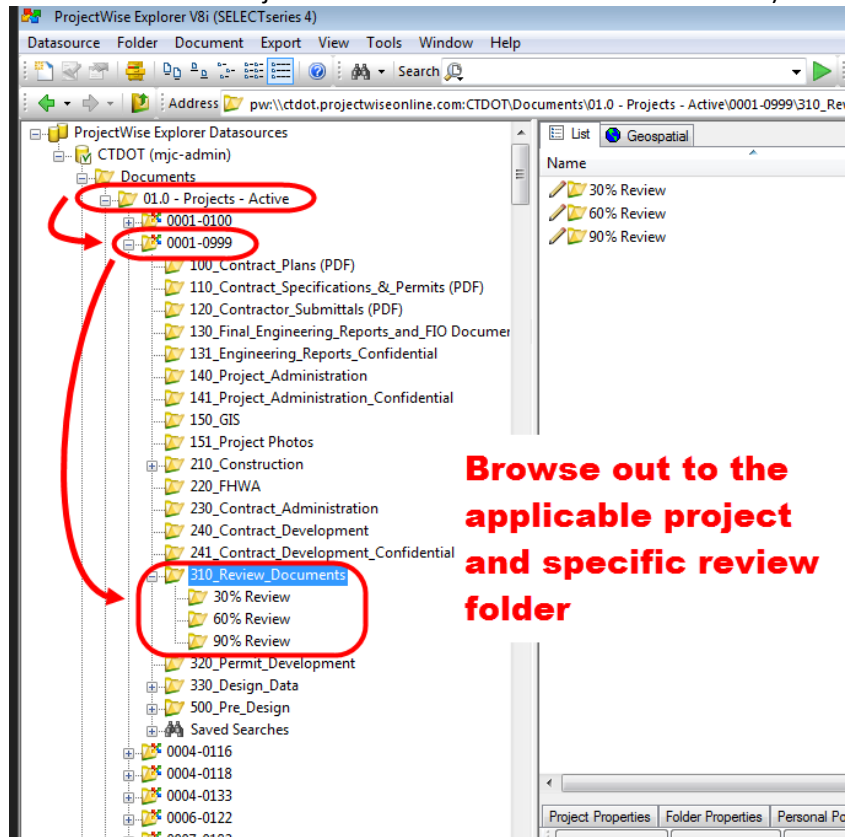 ProjectWise Explorer V8i (SELECTseries 4)
Datasource Folder Document Export View Tools Window Help
Search
Address pw:\\ctdot.projectwiseonline.com:CTDOT\Documents\01.0 - Projects - Active\0001-0999\310_Rev
ProjectWise Explorer Datasources
CTDOT (mjc-admin)
Documents
01.0 - Projects - Active
0001-0100
0001-0999
100_Contract_Plans (PDF)
110_Contract_Specifications_&_Permits (PDF)
120_Contractor_Submittals (PDF)
130_Final_Engineering_Reports_and_FIO Documen
131_Engineering_Reports_Confidential
140_Project_Administration
141_Project_Administration_Confidential
150_GIS
151_Project Photos
210_Construction
220_FHWA
230_Contract_Administration
240_Contract_Development
241_Contract_Development_Confidential
310_Review_Documents
30% Review
60% Review
90% Review
320_Permit_Development
330_Design_Data
500_Pre_Design
Saved Searches
0004-0116
0004-0118
0004-0133
0006-0122
List Geospatial
Name
30% Review
60% Review
90% Review
Browse out to the
applicable project
and specific review
folder
Project Properties Folder Properties Personal Po